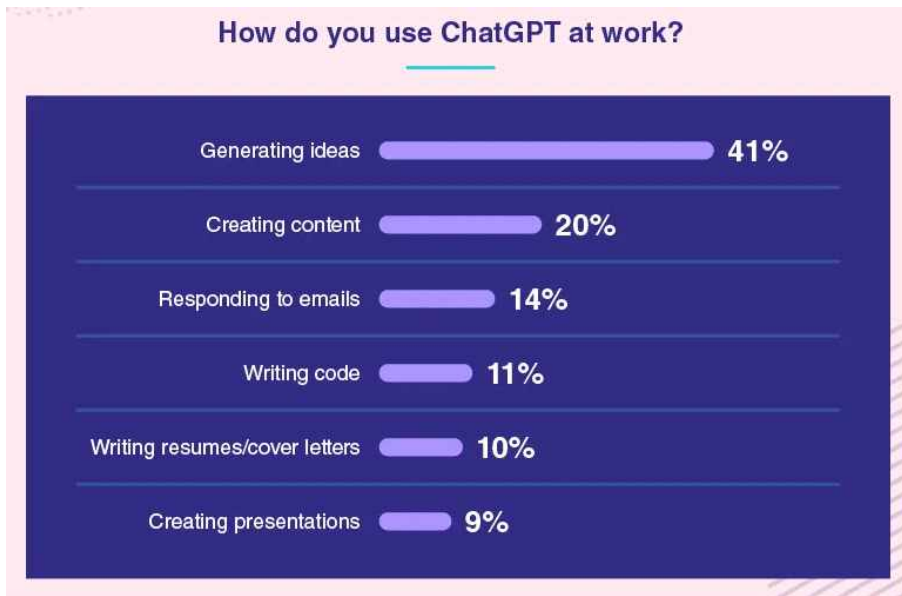 How do you use ChatGPT at work?
Generating ideas 41%
Creating content 20%
Responding to emails 14%
Writing code 11%
Writing resumes/cover letters 10%
Creating presentations 9%